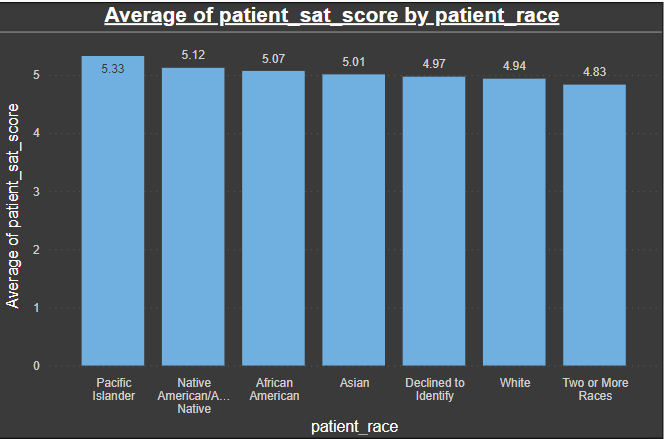 Average of patient_sat_score by patient_race
Average of patient_sat_score
5
4
3
2
1
0
5.33
5.12
5.07
5.01
4.97
4.94
4.83
Pacific
Islander
Native
American/A...
Native
African
American
Asian
Declined to
Identify
White
Two or More
Races
patient_race